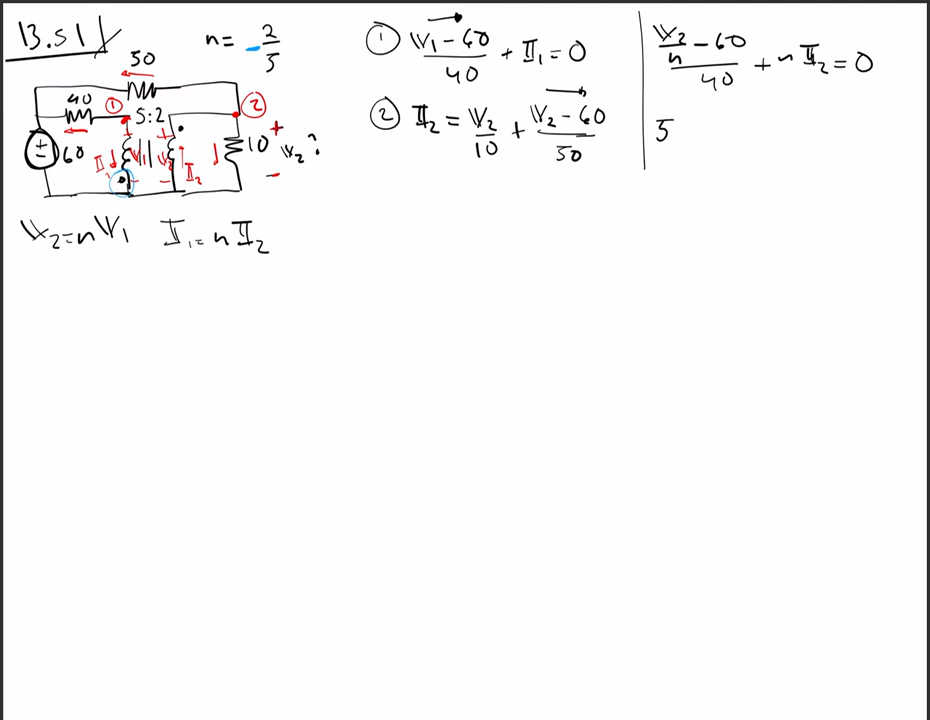 13.51
n = -2/5
50
40
①
5:2
②
60
I₁
V₁
V₂
I₂
10
+
V₂?
-
V₂ = nV₁ I₁ = nI₂
① (V₁ - 60)/40 + I₁ = 0
② I₂ = V₂/10 + (V₂ - 60)/50
(V₂/n - 60)/40 + nI₂ = 0
5